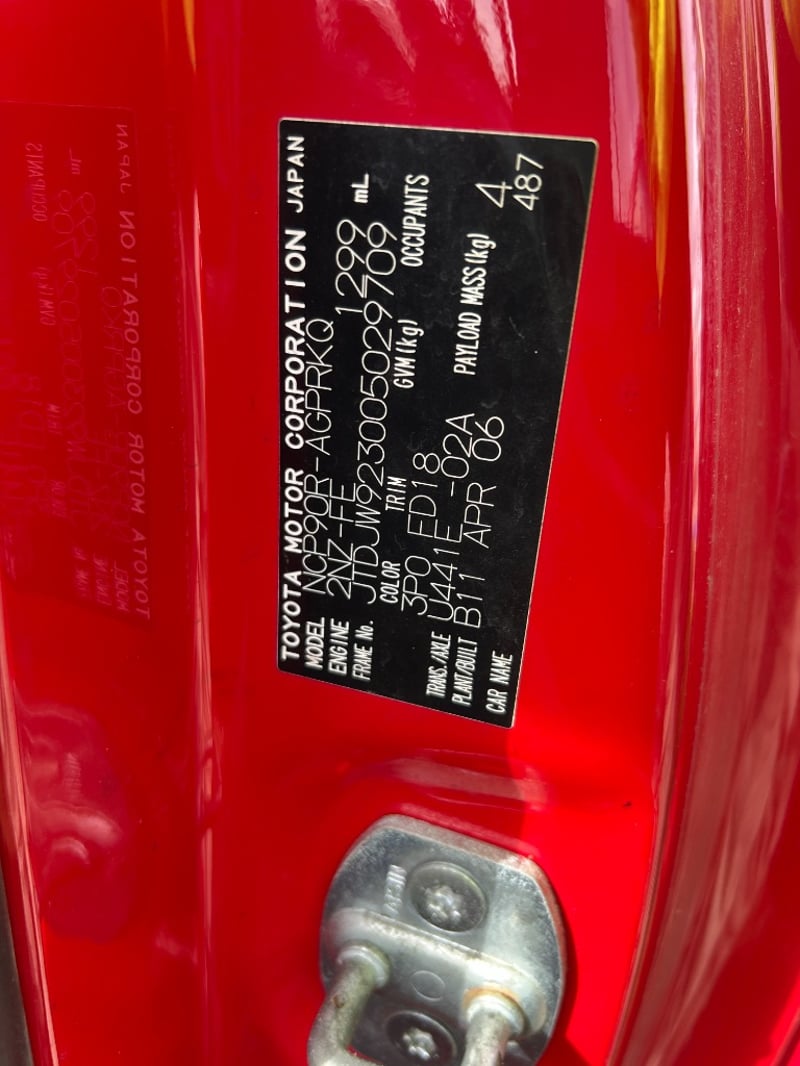 TOYOTA MOTOR CORPORATION JAPAN
MODEL NCP90R-AGPRKQ
ENGINE 2NZ-FE 1299 mL
FRAME No. JTDJW923005029709
COLOR TRIM GVM(kg) OCCUPANTS
3P0 FD18 4
TRANS./AXLE U441E -02A PAYLOAD MASS(kg) 487
PLANT/BUILT B11 APR 06
CAR NAME